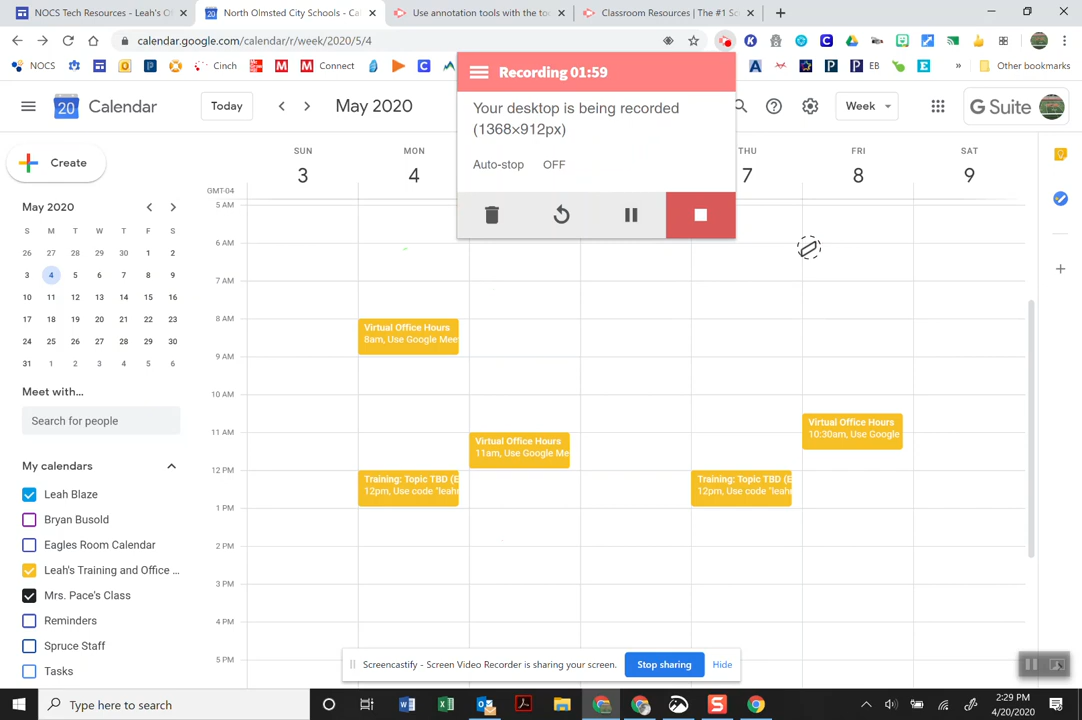 NOCS Tech Resources - Leah's Of
North Olmsted City Schools - Cal
Use annotation tools with the too
Classroom Resources | The #1 So
calendar.google.com/calendar/r/week/2020/5/4
NOCS
Cinch
Connect
EB
Other bookmarks
Calendar
Today
May 2020
Week
G Suite
Recording 01:59
Your desktop is being recorded
(1368×912px)
Auto-stop OFF
Create
SUN MON THU FRI SAT
3 4 7 8 9
GMT-04
May 2020
S M T W T F S
26 27 28 29 30 1 2
3 4 5 6 7 8 9
10 11 12 13 14 15 16
17 18 19 20 21 22 23
24 25 26 27 28 29 30
31 1 2 3 4 5 6
5 AM
6 AM
7 AM
8 AM
9 AM
10 AM
11 AM
12 PM
1 PM
2 PM
3 PM
4 PM
5 PM
Virtual Office Hours
8am, Use Google Mee
Virtual Office Hours
11am, Use Google Me
Virtual Office Hours
10:30am, Use Google
Training: Topic TBD (E
12pm, Use code "leahr
Training: Topic TBD (E
12pm, Use code "leahr
Meet with...
Search for people
My calendars
Leah Blaze
Bryan Busold
Eagles Room Calendar
Leah's Training and Office ...
Mrs. Pace's Class
Reminders
Spruce Staff
Tasks
Screencastify - Screen Video Recorder is sharing your screen.
Stop sharing
Hide
Type here to search
2:29 PM
4/20/2020